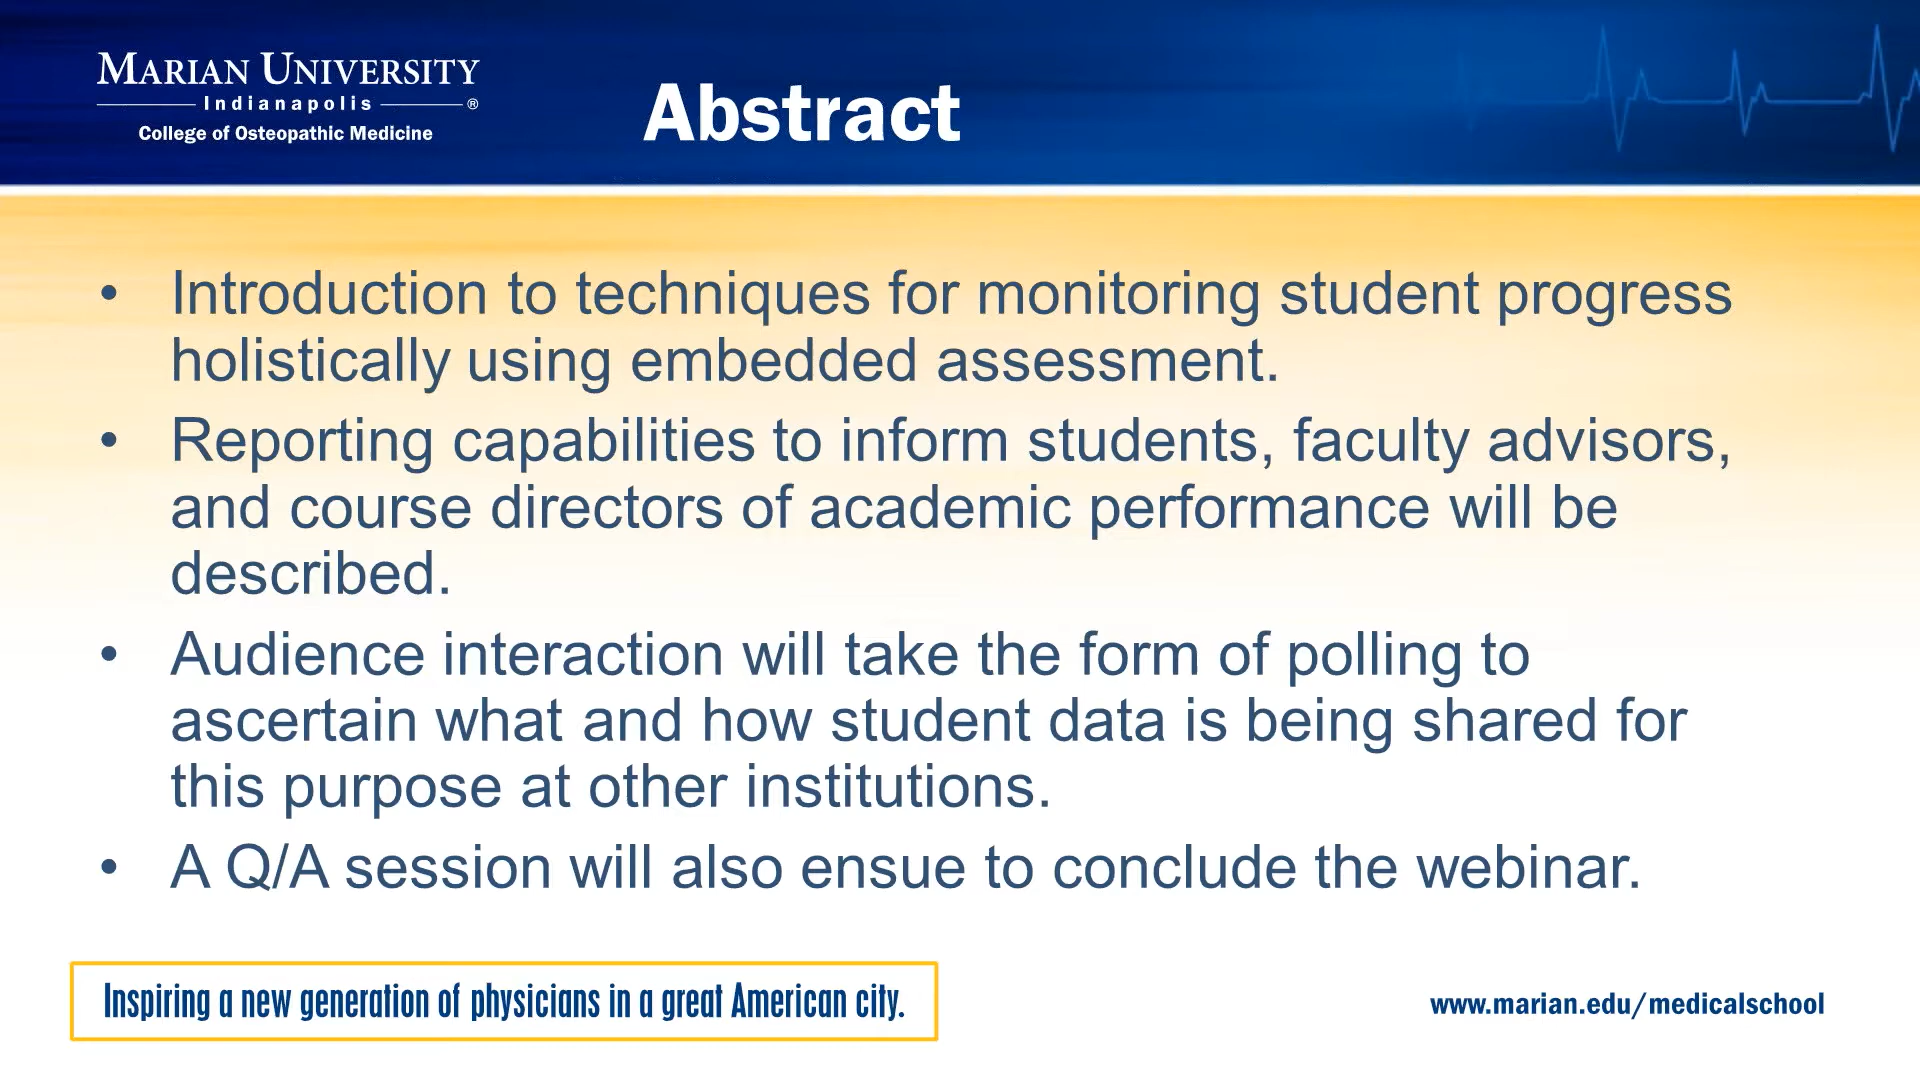 MARIAN UNIVERSITY
Indianapolis ®
College of Osteopathic Medicine
Abstract
• Introduction to techniques for monitoring student progress
holistically using embedded assessment.
• Reporting capabilities to inform students, faculty advisors,
and course directors of academic performance will be
described.
• Audience interaction will take the form of polling to
ascertain what and how student data is being shared for
this purpose at other institutions.
• A Q/A session will also ensue to conclude the webinar.
Inspiring a new generation of physicians in a great American city.
www.marian.edu/medicalschool